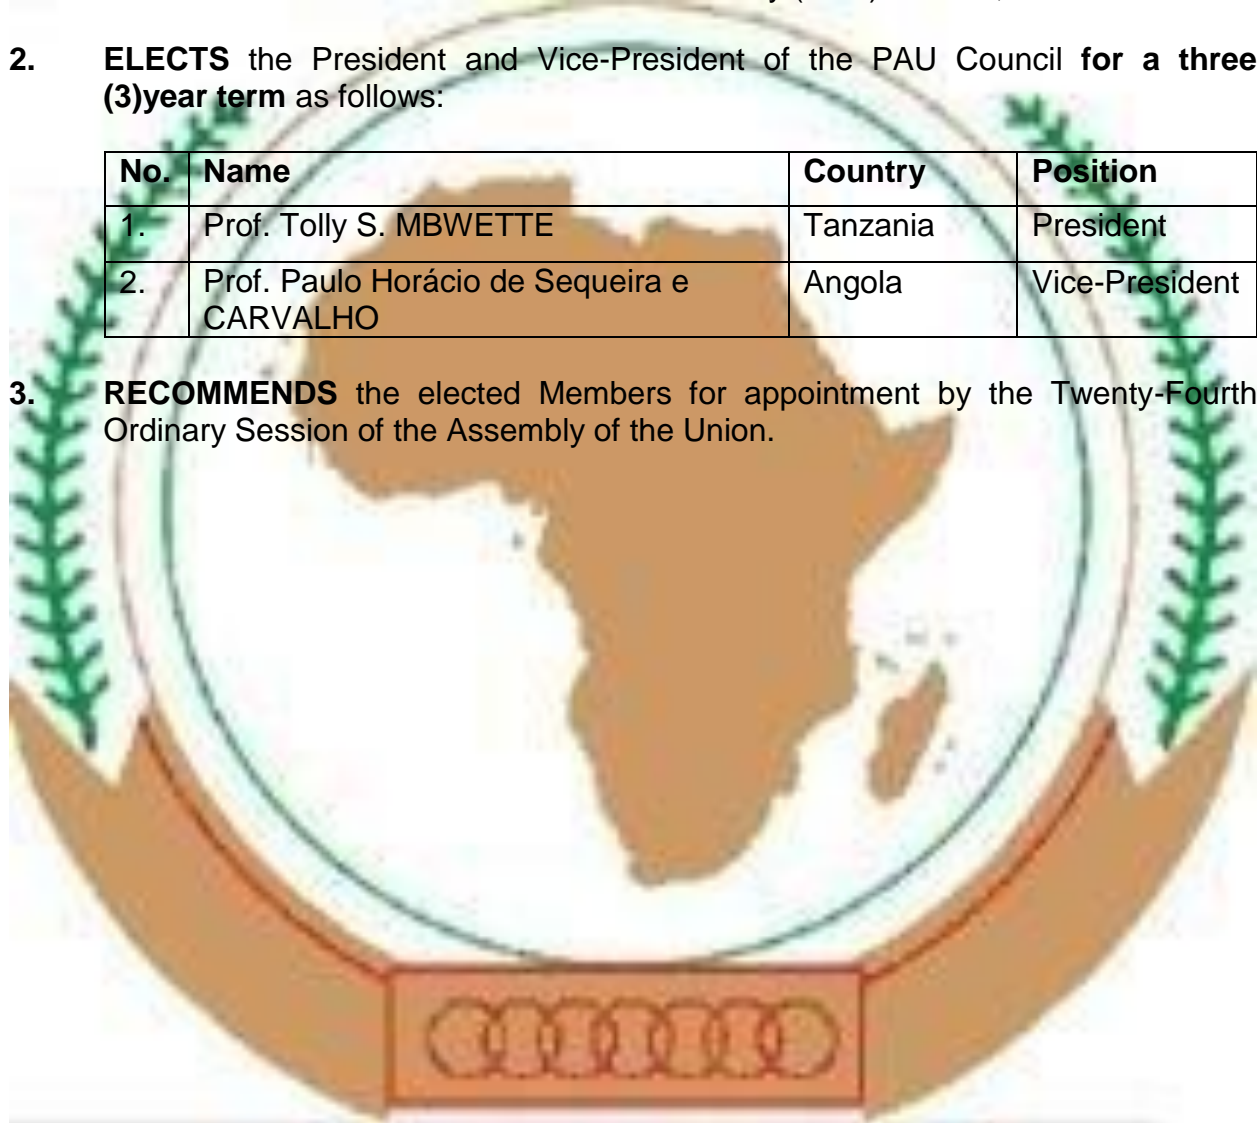 2. ELECTS the President and Vice-President of the PAU Council for a three
(3)year term as follows:
No. Name Country Position
1. Prof. Tolly S. MBWETTE Tanzania President
2. Prof. Paulo Horácio de Sequeira e Angola Vice-President
CARVALHO
3. RECOMMENDS the elected Members for appointment by the Twenty-Fourth
Ordinary Session of the Assembly of the Union.